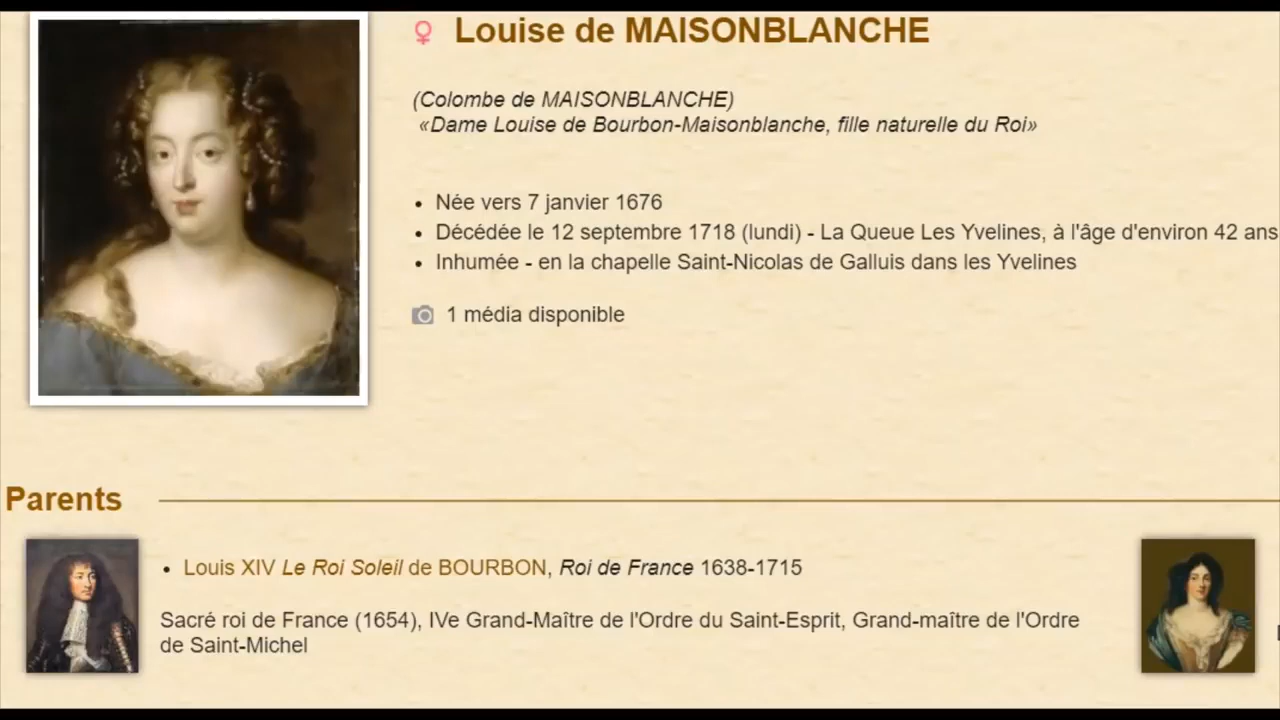 Louise de MAISONBLANCHE
(Colombe de MAISONBLANCHE)
«Dame Louise de Bourbon-Maisonblanche, fille naturelle du Roi»
• Née vers 7 janvier 1676
• Décédée le 12 septembre 1718 (lundi) - La Queue Les Yvelines, à l'âge d'environ 42 ans
• Inhumée - en la chapelle Saint-Nicolas de Galluis dans les Yvelines
1 média disponible
Parents
• Louis XIV Le Roi Soleil de BOURBON, Roi de France 1638-1715
Sacré roi de France (1654), IVe Grand-Maître de l'Ordre du Saint-Esprit, Grand-maître de l'Ordre
de Saint-Michel